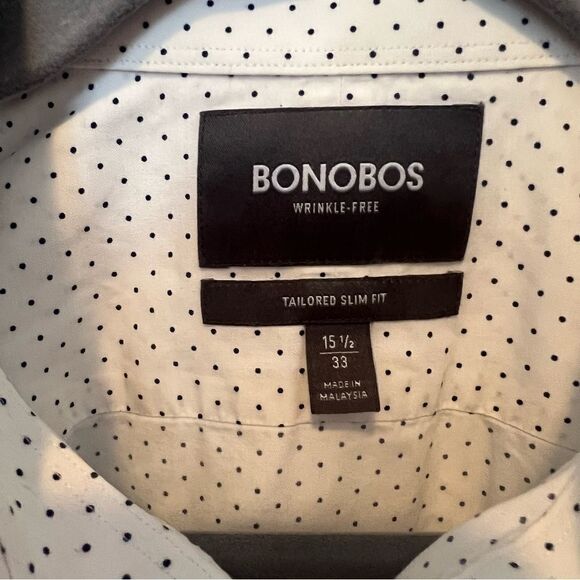 BONOBOS
WRINKLE-FREE
TAILORED SLIM FIT
15 1/2
33
MADE IN
MALAYSIA